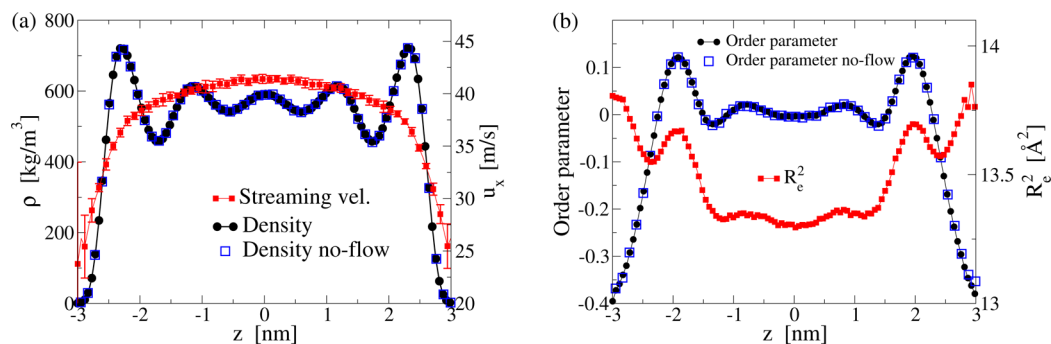 (a)
800
600
400
200
0
ρ [kg/m³]
45
40
35
30
25
20
u_x [m/s]
Streaming vel.
Density
Density no-flow
-3 -2 -1 0 1 2 3
z [nm]
(b)
0.1
0
-0.1
-0.2
-0.3
-0.4
Order parameter
14
13.5
13
R_e² [Å²]
Order parameter
Order parameter no-flow
R_e²
-3 -2 -1 0 1 2 3
z [nm]